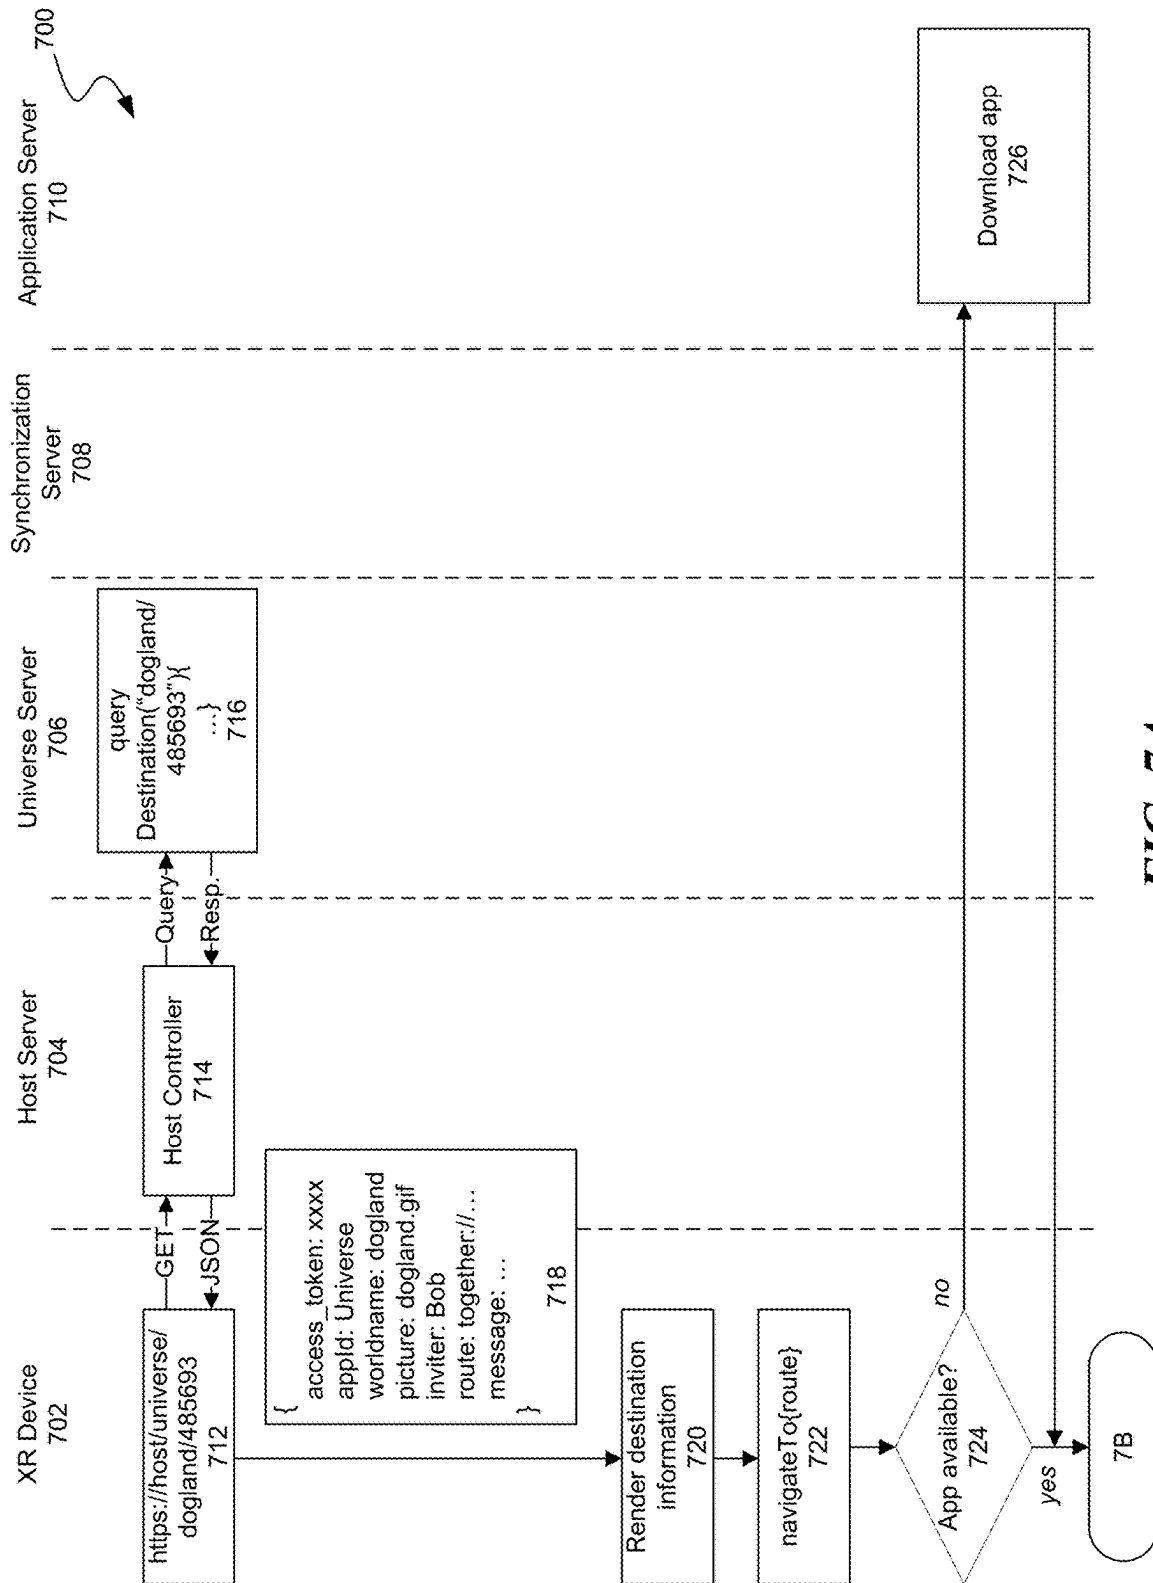 700
XR Device
702
Host Server
704
Universe Server
706
Synchronization
Server
708
Application Server
710
https://host/universe/
dogland/485693
712
GET
JSON
Host Controller
714
Query
Resp.
query
Destination("dogland/
485693"){
...}
716
{
access_token: xxxx
appId: Universe
worldname: dogland
picture: dogland.gif
inviter: Bob
route: together://...
message: ...
}
718
Render destination
information
720
navigateTo{route}
722
App available?
724
no
yes
Download app
726
7B